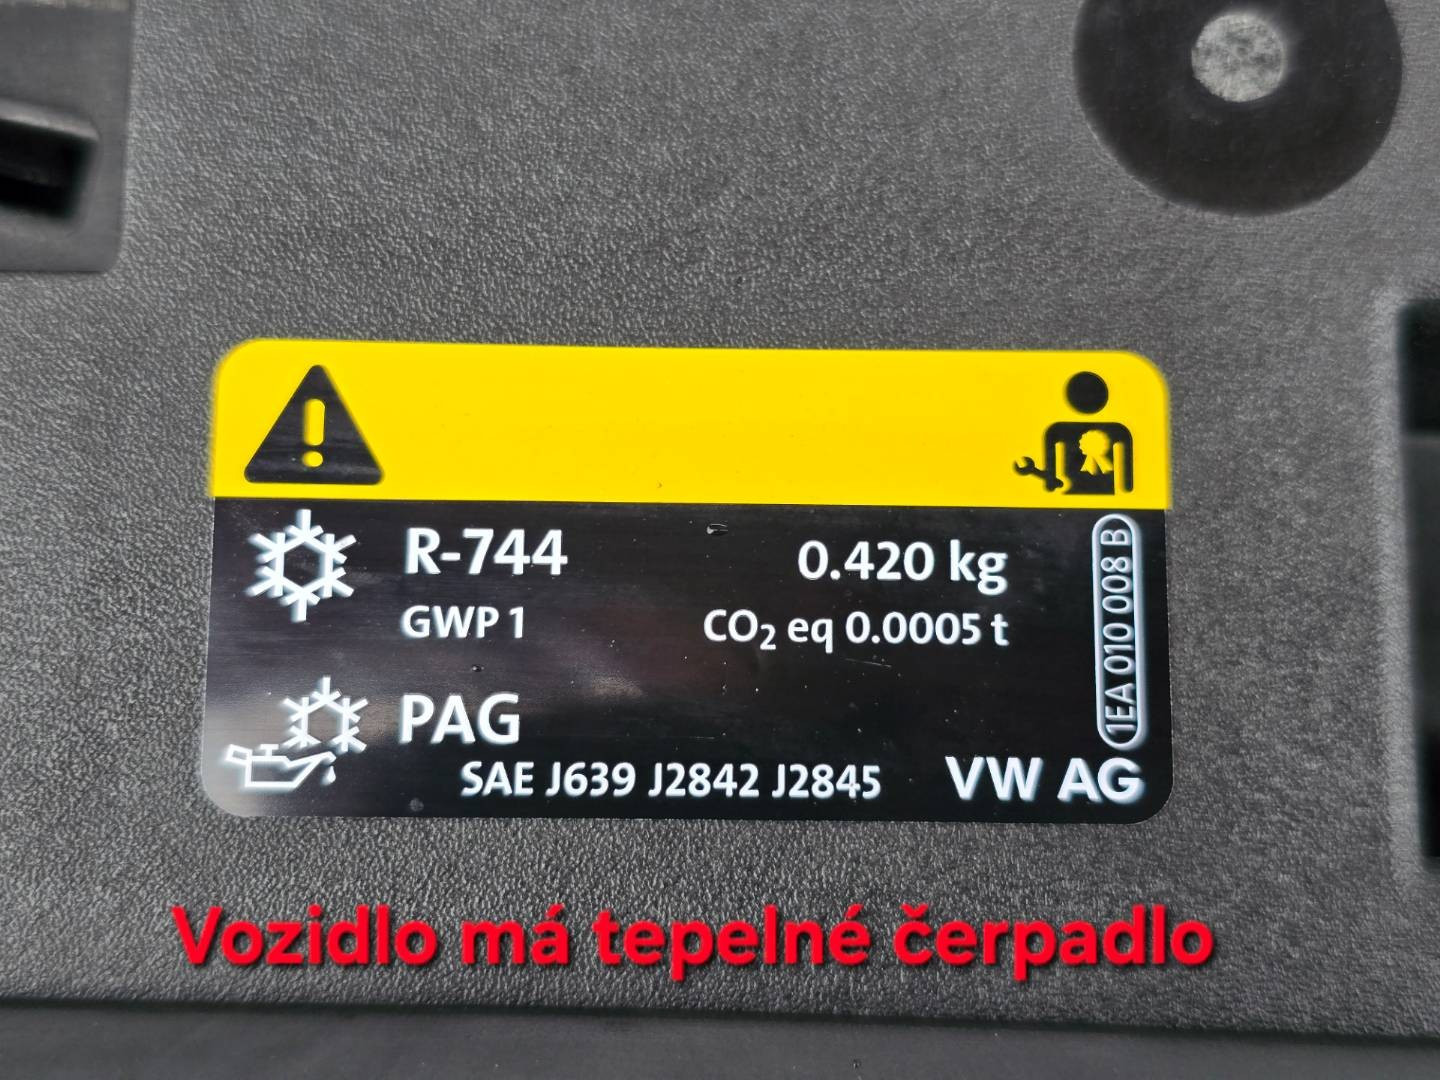 R-744 0.420 kg
GWP 1 CO₂ eq 0.0005 t
PAG
SAE J639 J2842 J2845 VW AG
1EA 010 008 B
Vozidlo má tepelné čerpadlo